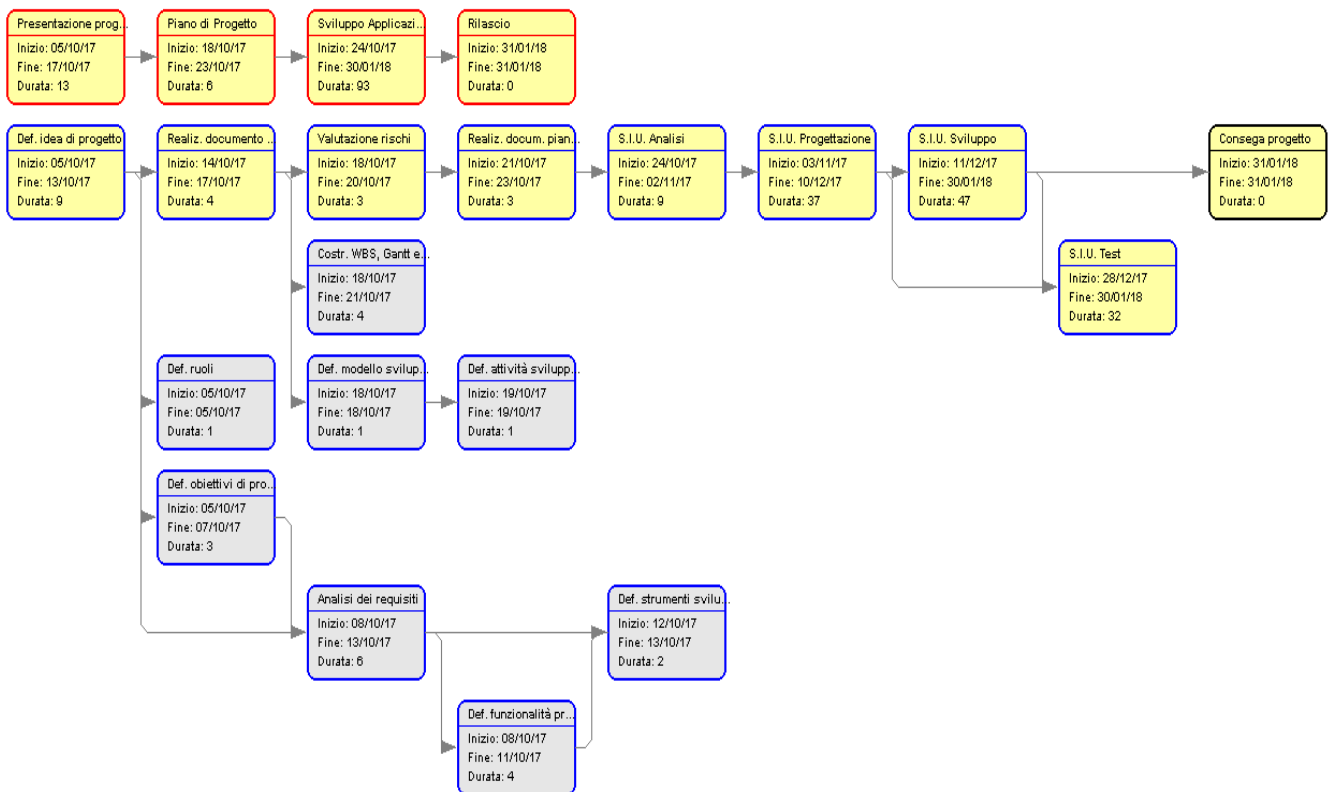 Presentazione prog...
Inizio: 05/10/17
Fine: 17/10/17
Durata: 13
Piano di Progetto
Inizio: 18/10/17
Fine: 23/10/17
Durata: 6
Sviluppo Applicazi...
Inizio: 24/10/17
Fine: 30/01/18
Durata: 93
Rilascio
Inizio: 31/01/18
Fine: 31/01/18
Durata: 0
Def. idea di progetto
Inizio: 05/10/17
Fine: 13/10/17
Durata: 9
Realiz. documento ...
Inizio: 14/10/17
Fine: 17/10/17
Durata: 4
Valutazione rischi
Inizio: 18/10/17
Fine: 20/10/17
Durata: 3
Realiz. docum. pian...
Inizio: 21/10/17
Fine: 23/10/17
Durata: 3
S.I.U. Analisi
Inizio: 24/10/17
Fine: 02/11/17
Durata: 9
S.I.U. Progettazione
Inizio: 03/11/17
Fine: 10/12/17
Durata: 37
S.I.U. Sviluppo
Inizio: 11/12/17
Fine: 30/01/18
Durata: 47
Consega progetto
Inizio: 31/01/18
Fine: 31/01/18
Durata: 0
Costr. WBS, Gantt e...
Inizio: 18/10/17
Fine: 21/10/17
Durata: 4
S.I.U. Test
Inizio: 28/12/17
Fine: 30/01/18
Durata: 32
Def. ruoli
Inizio: 05/10/17
Fine: 05/10/17
Durata: 1
Def. modello svilup...
Inizio: 18/10/17
Fine: 18/10/17
Durata: 1
Def. attività svilupp...
Inizio: 19/10/17
Fine: 19/10/17
Durata: 1
Def. obiettivi di pro...
Inizio: 05/10/17
Fine: 07/10/17
Durata: 3
Analisi dei requisiti
Inizio: 08/10/17
Fine: 13/10/17
Durata: 6
Def. strumenti svilu...
Inizio: 12/10/17
Fine: 13/10/17
Durata: 2
Def. funzionalità pr...
Inizio: 08/10/17
Fine: 11/10/17
Durata: 4